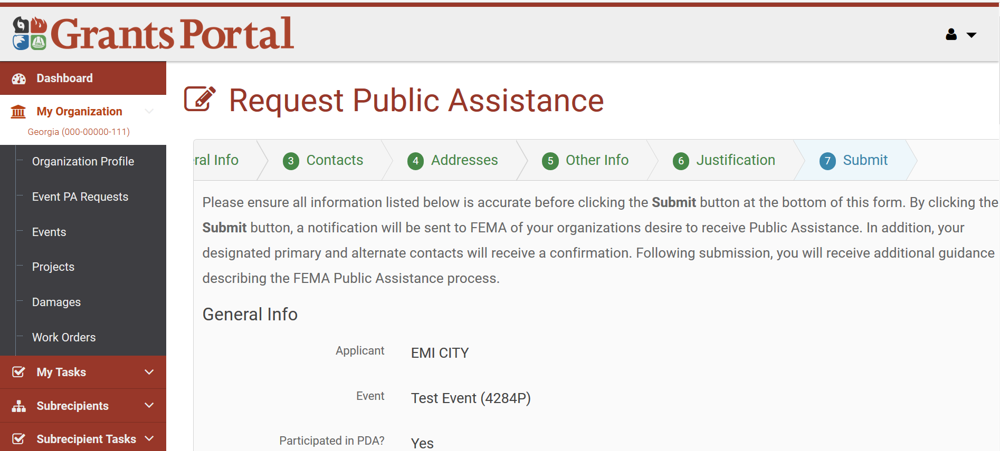 Grants Portal
Dashboard
My Organization
Georgia (000-00000-111)
Organization Profile
Event PA Requests
Events
Projects
Damages
Work Orders
My Tasks
Subrecipients
Subrecipient Tasks
Request Public Assistance
ral Info
3 Contacts
4 Addresses
5 Other Info
6 Justification
7 Submit
Please ensure all information listed below is accurate before clicking the Submit button at the bottom of this form. By clicking the
Submit button, a notification will be sent to FEMA of your organizations desire to receive Public Assistance. In addition, your
designated primary and alternate contacts will receive a confirmation. Following submission, you will receive additional guidance
describing the FEMA Public Assistance process.
General Info
Applicant EMI CITY
Event Test Event (4284P)
Participated in PDA? Yes